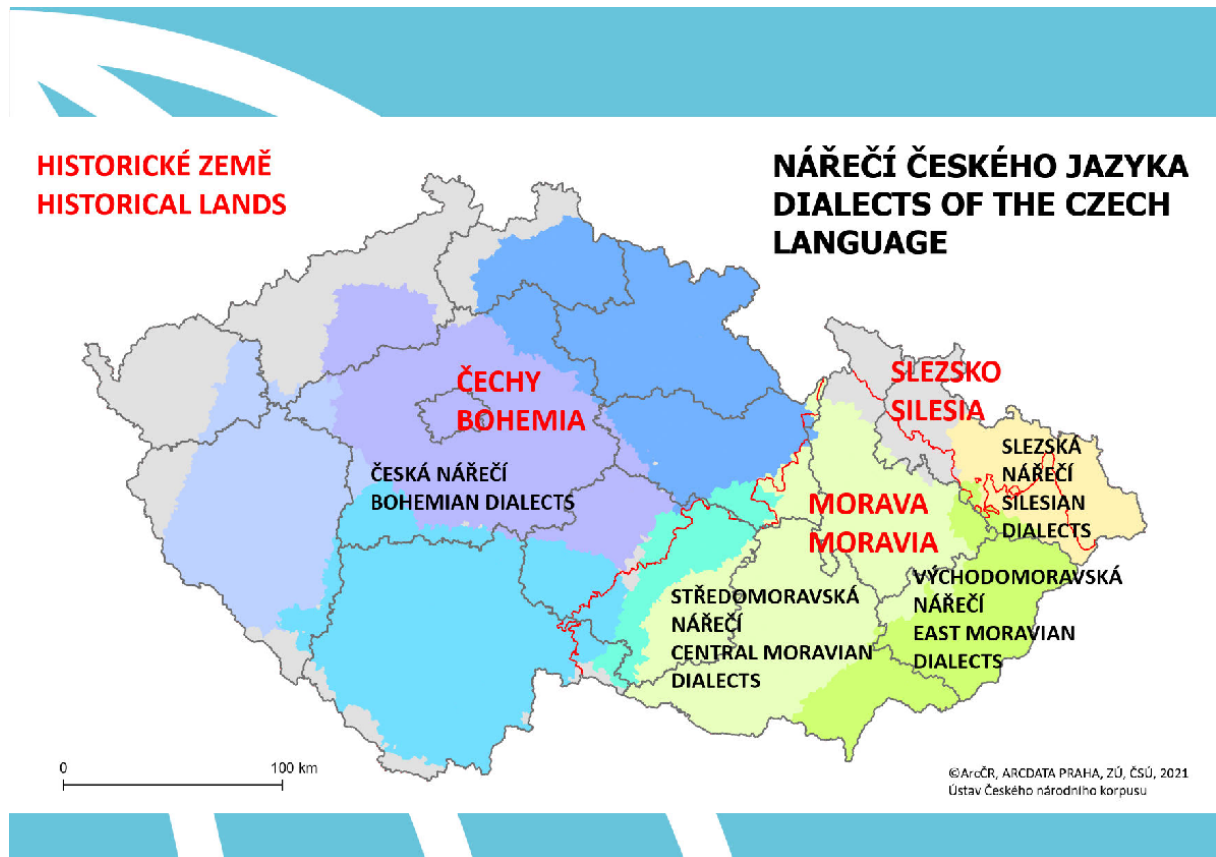 HISTORICKÉ ZEMĚ
HISTORICAL LANDS
NÁŘEČÍ ČESKÉHO JAZYKA
DIALECTS OF THE CZECH
LANGUAGE
ČECHY
BOHEMIA
ČESKÁ NÁŘEČÍ
BOHEMIAN DIALECTS
SLEZSKO
SILESIA
SLEZSKÁ
NÁŘEČÍ
SILESIAN
DIALECTS
MORAVA
MORAVIA
STŘEDOMORAVSKÁ
NÁŘEČÍ
CENTRAL MORAVIAN
DIALECTS
VÝCHODOMORAVSKÁ
NÁŘEČÍ
EAST MORAVIAN
DIALECTS
0 100 km
©ArcČR, ARCDATA PRAHA, ZÚ, ČSÚ, 2021
Ústav Českého národního korpusu